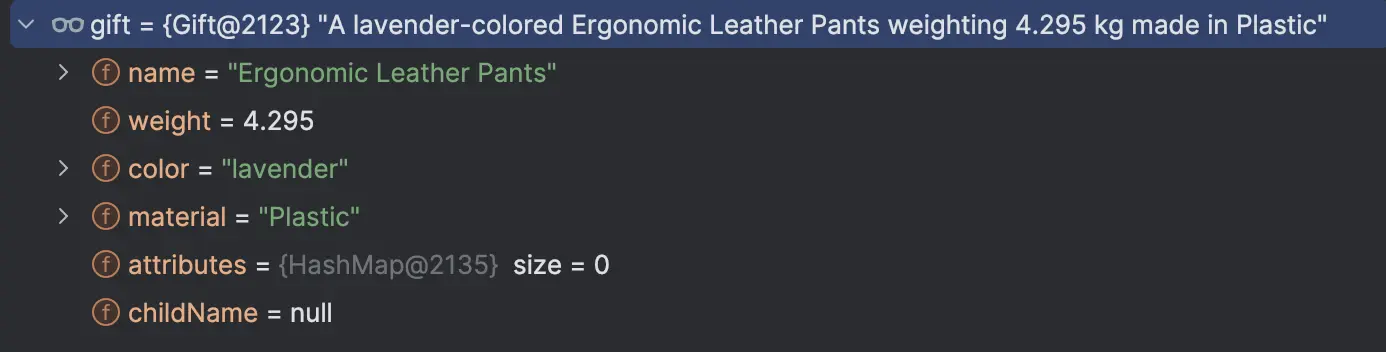 gift = {Gift@2123} "A lavender-colored Ergonomic Leather Pants weighting 4.295 kg made in Plastic"
f name = "Ergonomic Leather Pants"
f weight = 4.295
f color = "lavender"
f material = "Plastic"
f attributes = {HashMap@2135} size = 0
f childName = null